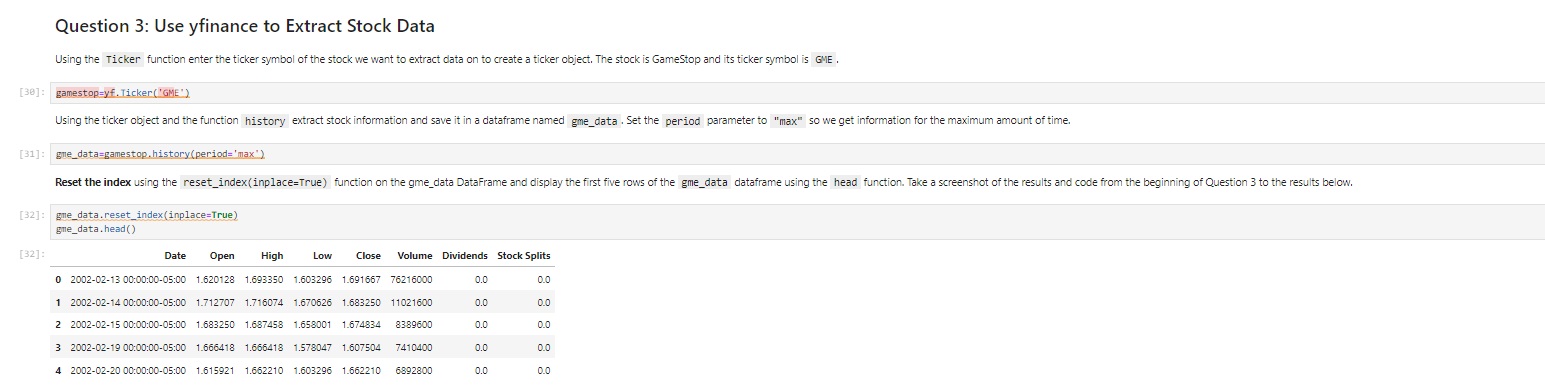 Question 3: Use yfinance to Extract Stock Data
Using the Ticker function enter the ticker symbol of the stock we want to extract data on to create a ticker object. The stock is GameStop and its ticker symbol is GME .
[30]: gamestop=yf.Ticker('GME')
Using the ticker object and the function history extract stock information and save it in a dataframe named gme_data . Set the period parameter to "max" so we get information for the maximum amount of time.
[31]: gme_data=gamestop.history(period='max')
Reset the index using the reset_index(inplace=True) function on the gme_data DataFrame and display the first five rows of the gme_data dataframe using the head function. Take a screenshot of the results and code from the beginning of Question 3 to the results below.
[32]: gme_data.reset_index(inplace=True)
gme_data.head()
[32]: Date Open High Low Close Volume Dividends Stock Splits
0 2002-02-13 00:00:00-05:00 1.620128 1.693350 1.603296 1.691667 76216000 0.0 0.0
1 2002-02-14 00:00:00-05:00 1.712707 1.716074 1.670626 1.683250 11021600 0.0 0.0
2 2002-02-15 00:00:00-05:00 1.683250 1.687458 1.658001 1.674834 8389600 0.0 0.0
3 2002-02-19 00:00:00-05:00 1.666418 1.666418 1.578047 1.607504 7410400 0.0 0.0
4 2002-02-20 00:00:00-05:00 1.615921 1.662210 1.603296 1.662210 6892800 0.0 0.0